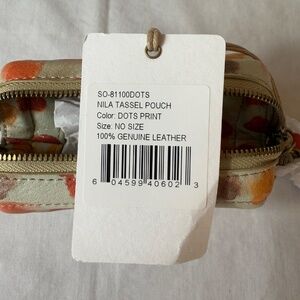 SO-81100DOTS
NILA TASSEL POUCH
Color: DOTS PRINT
Size: NO SIZE
100% GENUINE LEATHER
6 04599 40602 3